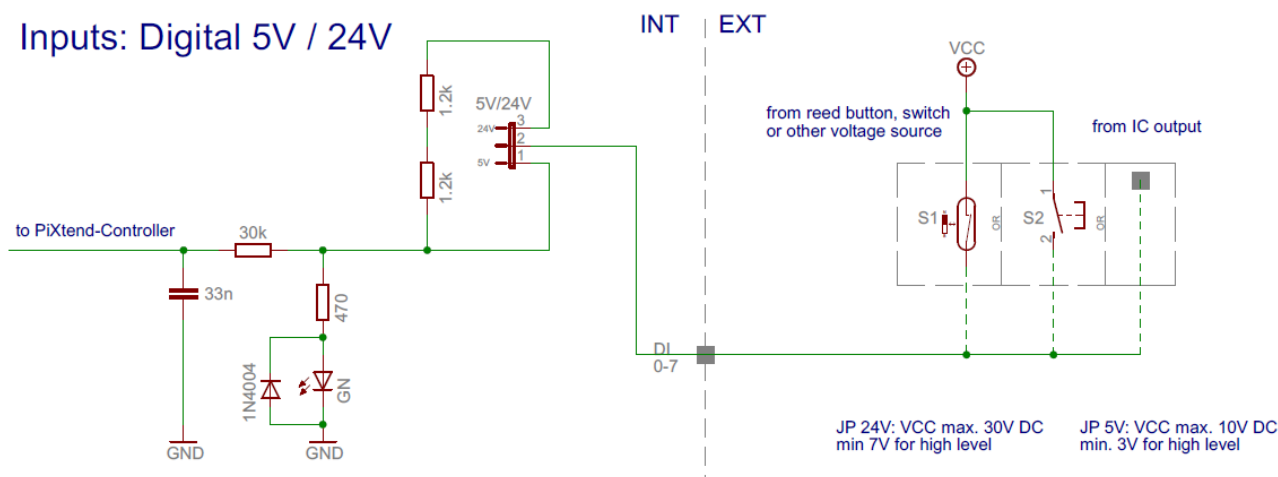 Inputs: Digital 5V / 24V
INT
EXT
VCC
1.2k
5V/24V
24V
3
2
5V
1
1.2k
from reed button, switch
or other voltage source
from IC output
S1
OR
S2
1
2
OR
to PiXtend-Controller
30k
33n
470
1N4004
GN
GND
GND
DI
0-7
JP 24V: VCC max. 30V DC
min 7V for high level
JP 5V: VCC max. 10V DC
min. 3V for high level